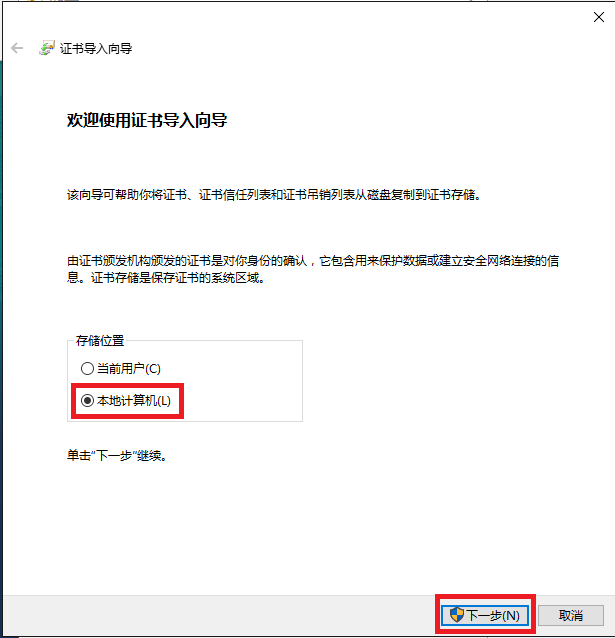 证书导入向导
欢迎使用证书导入向导
该向导可帮助你将证书、证书信任列表和证书吊销列表从磁盘复制到证书存储。
由证书颁发机构颁发的证书是对你身份的确认，它包含用来保护数据或建立安全网络连接的信
息。证书存储是保存证书的系统区域。
存储位置
当前用户(C)
本地计算机(L)
单击“下一步”继续。
下一步(N)
取消